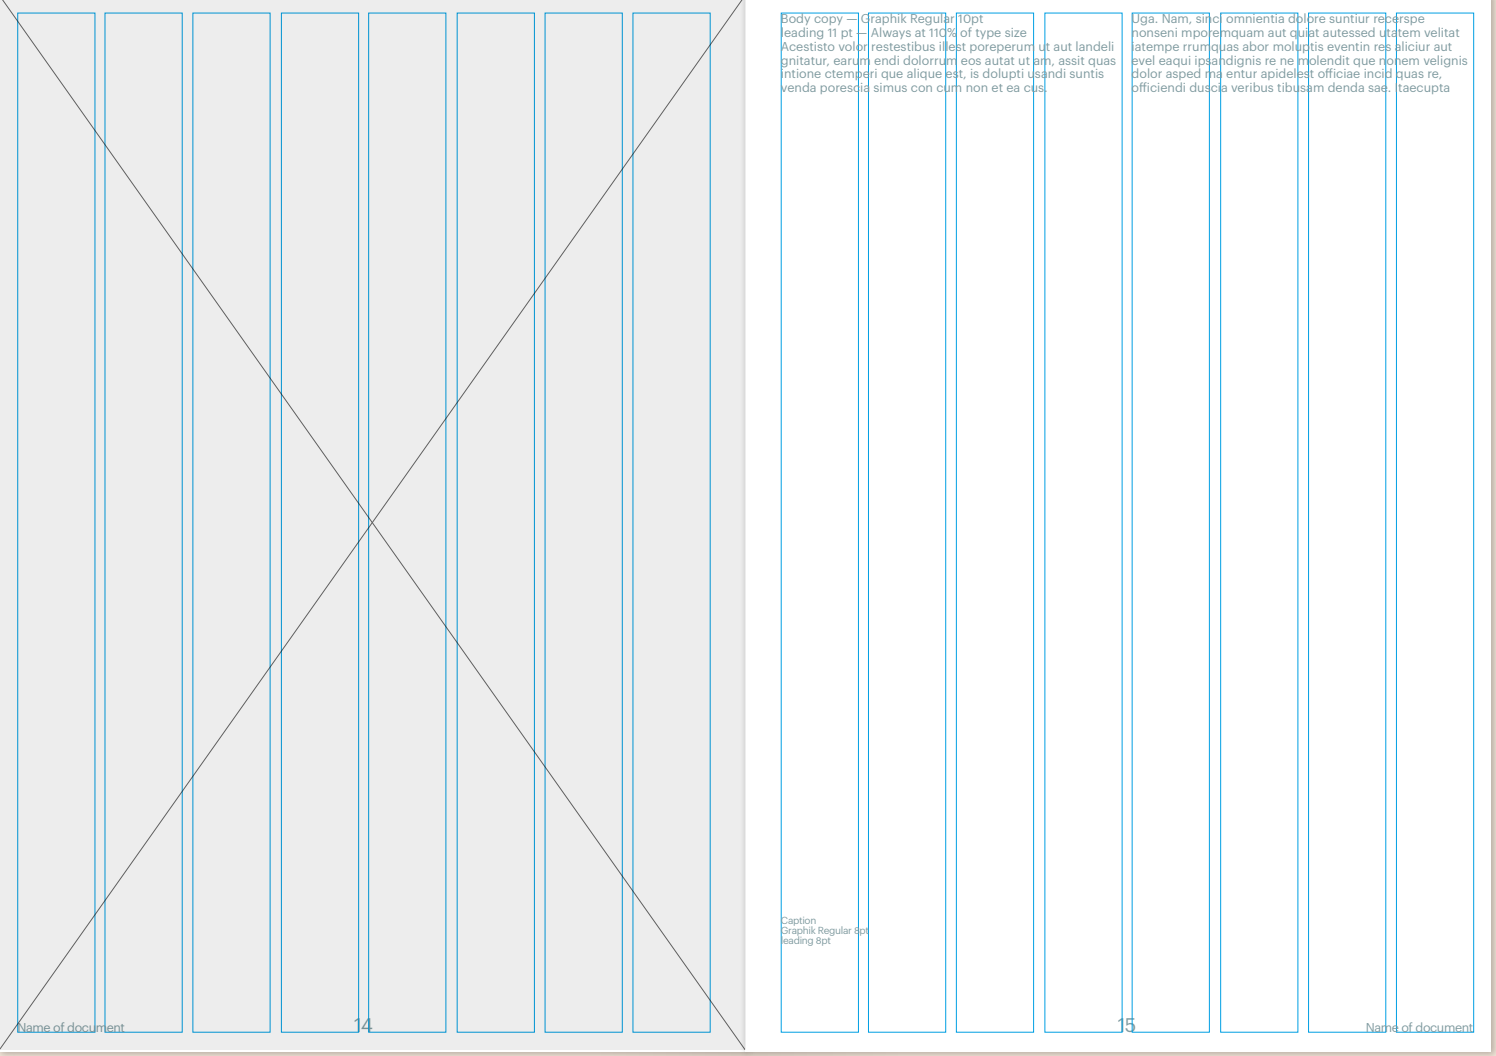 Body copy — Graphik Regular 10pt
leading 11 pt — Always at 110% of type size
Acestisto volor restestibus illest poreperum ut aut landeli
gnitatur, earum endi dolorrum eos autat ut am, assit quas
intione ctemperi que alique est, is dolupti usandi suntis
venda porescia simus con cum non et ea cus.
Uga. Nam, sinci omnientia dolore suntiur recerspe
nonseni mporemquam aut quiat autessed utatem velitat
iatempe rrumquas abor moluptis eventin res aliciur aut
evel eaqui ipsandignis re ne molendit que nonem velignis
dolor asped ma entur apidelest officiae incid quas re,
officiendi duscia veribus tibusam denda sae. Itaecupta
Caption
Graphik Regular 8pt
leading 8pt
Name of document
14
15
Name of document